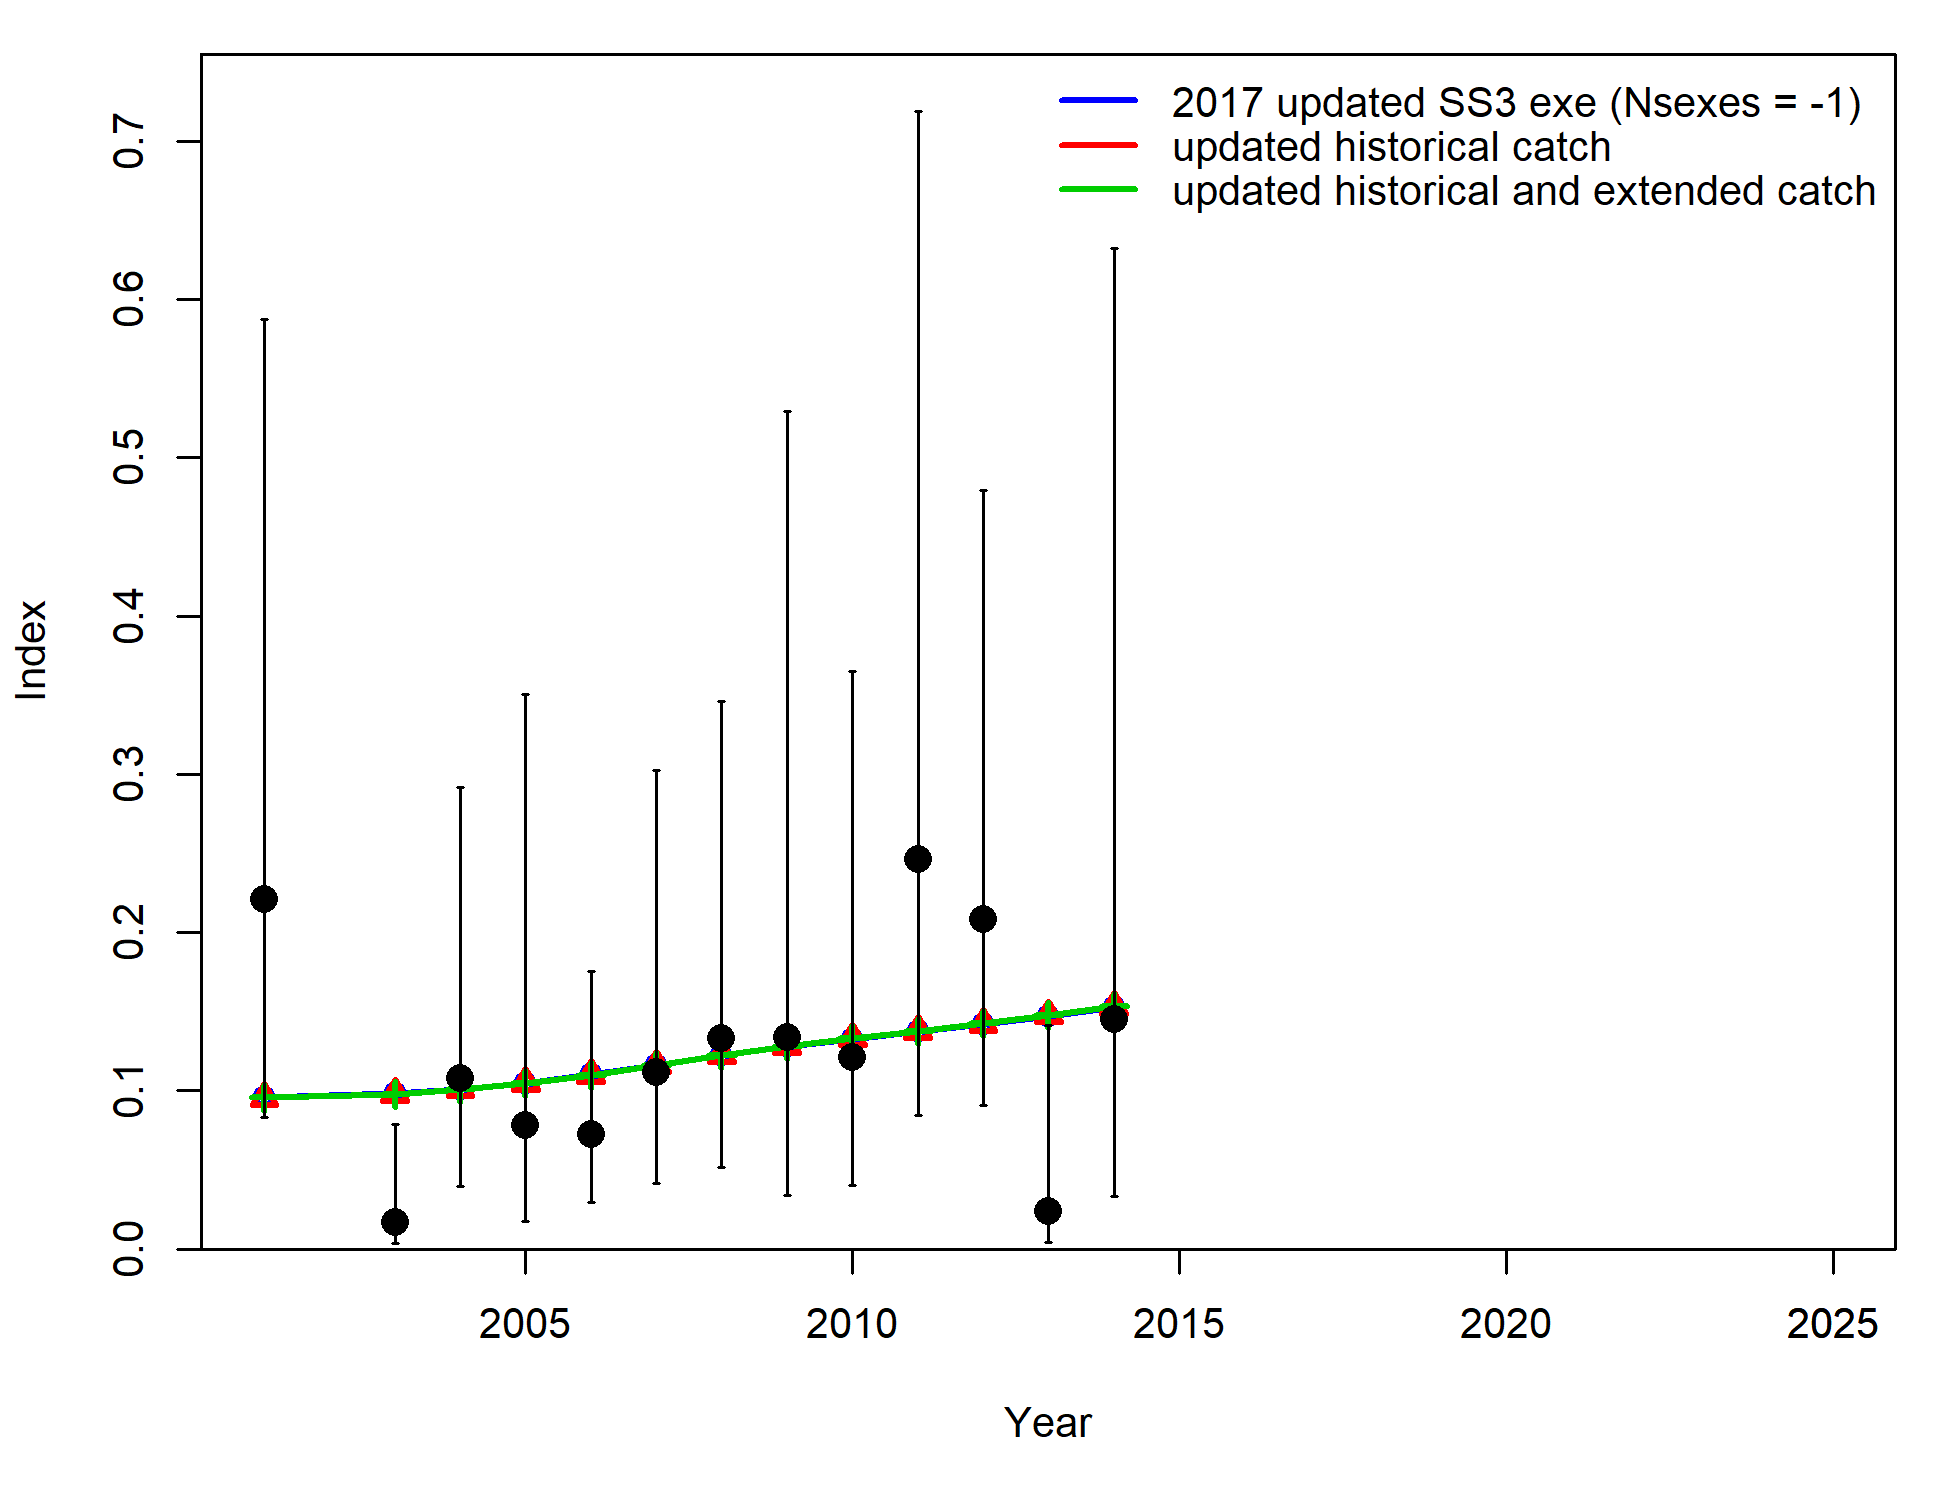 2017 updated SS3 exe (Nsexes = -1)
updated historical catch
updated historical and extended catch
0.7
0.6
0.5
0.4
0.3
0.2
0.1
0.0
Index
2005 2010 2015 2020 2025
Year